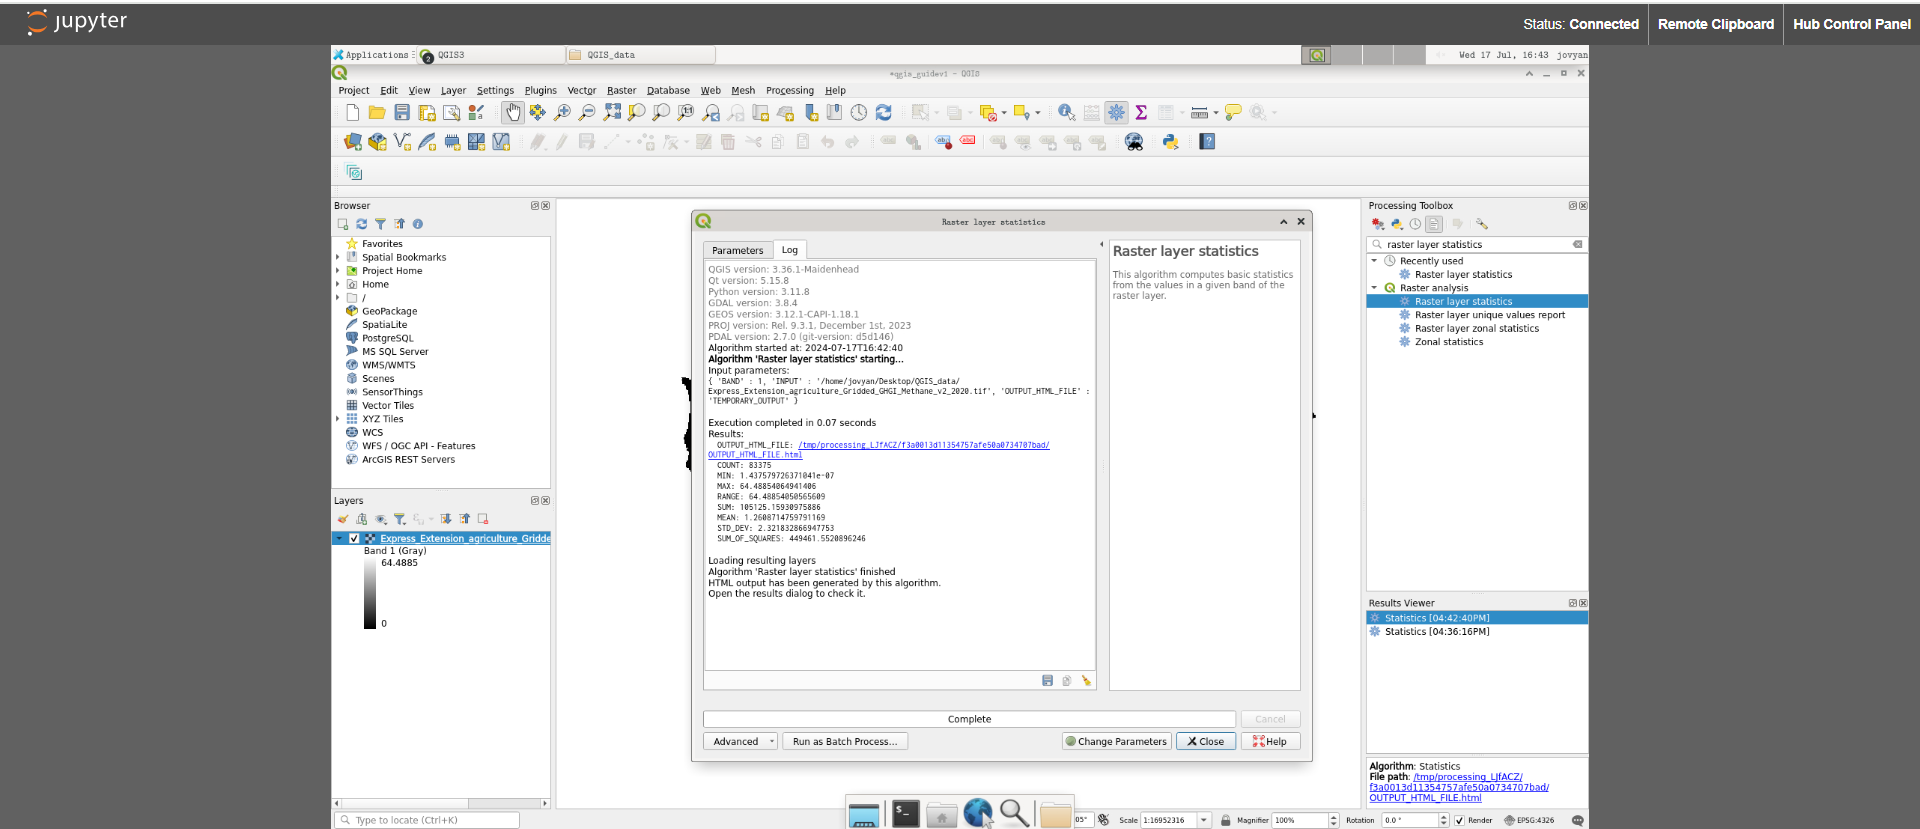 jupyter
Status: Connected
Remote Clipboard
Hub Control Panel
Applications
2
QGIS3
QGIS_data
Wed 17 Jul, 16:43
jovyan
*qgis_guidev1 - QGIS
Project Edit View Layer Settings Plugins Vector Raster Database Web Mesh Processing Help
Browser
Favorites
Spatial Bookmarks
Project Home
Home
/
GeoPackage
SpatiaLite
PostgreSQL
MS SQL Server
WMS/WMTS
Scenes
SensorThings
Vector Tiles
XYZ Tiles
WCS
WFS / OGC API - Features
ArcGIS REST Servers
Layers
Express_Extension_agriculture_Gridde
Band 1 (Gray)
64.4885
0
Type to locate (Ctrl+K)
Raster layer statistics
Parameters
Log
QGIS version: 3.36.1-Maidenhead
Qt version: 5.15.8
Python version: 3.11.8
GDAL version: 3.8.4
GEOS version: 3.12.1-CAPI-1.18.1
PROJ version: Rel. 9.3.1, December 1st, 2023
PDAL version: 2.7.0 (git-version: d5d146)
Algorithm started at: 2024-07-17T16:42:40
Algorithm 'Raster layer statistics' starting…
Input parameters:
{ 'BAND' : 1, 'INPUT' : '/home/jovyan/Desktop/QGIS_data/
Express_Extension_agriculture_Gridded_GHGI_Methane_v2_2020.tif', 'OUTPUT_HTML_FILE' :
'TEMPORARY_OUTPUT' }
Execution completed in 0.07 seconds
Results:
OUTPUT_HTML_FILE: /tmp/processing_LJfACZ/f3a0013d11354757afe50a0734707bad/
OUTPUT_HTML_FILE.html
COUNT: 83375
MIN: 1.437579726371041e-07
MAX: 64.48854064941406
RANGE: 64.48854050565609
SUM: 105125.15930975886
MEAN: 1.2608714759791169
STD_DEV: 2.321832866947753
SUM_OF_SQUARES: 449461.5520896246
Loading resulting layers
Algorithm 'Raster layer statistics' finished
HTML output has been generated by this algorithm.
Open the results dialog to check it.
Raster layer statistics
This algorithm computes basic statistics
from the values in a given band of the
raster layer.
Complete
Cancel
Advanced
Run as Batch Process…
Change Parameters
Close
Help
Processing Toolbox
raster layer statistics
Recently used
Raster layer statistics
Raster analysis
Raster layer statistics
Raster layer unique values report
Raster layer zonal statistics
Zonal statistics
Results Viewer
Statistics [04:42:40PM]
Statistics [04:36:16PM]
Algorithm: Statistics
File path: /tmp/processing_LJfACZ/
f3a0013d11354757afe50a0734707bad/
OUTPUT_HTML_FILE.html
05°
Scale 1:16952316
Magnifier 100%
Rotation 0.0 °
Render
EPSG:4326